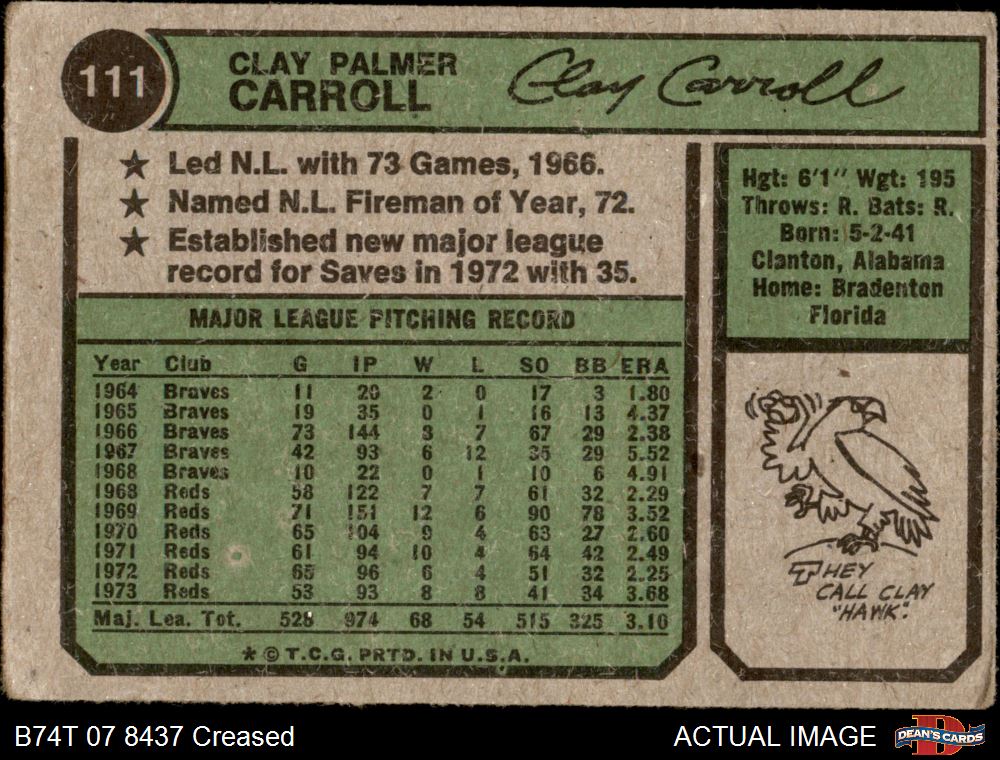 111
CLAY PALMER
CARROLL
Clay Carroll
★ Led N.L. with 73 Games, 1966.
★ Named N.L. Fireman of Year, 72.
★ Established new major league
record for Saves in 1972 with 35.
Hgt: 6'1" Wgt: 195
Throws: R. Bats: R.
Born: 5-2-41
Clanton, Alabama
Home: Bradenton
Florida
MAJOR LEAGUE PITCHING RECORD
Year Club G IP W L SO BB ERA
1964 Braves 11 20 2 0 17 3 1.80
1965 Braves 19 35 0 1 16 13 4.37
1966 Braves 73 144 3 7 67 29 2.38
1967 Braves 42 93 6 12 35 29 5.52
1968 Braves 10 22 0 1 10 6 4.91
1968 Reds 58 122 7 7 61 32 2.29
1969 Reds 71 151 12 6 90 78 3.52
1970 Reds 65 104 9 4 63 27 2.60
1971 Reds 61 94 10 4 64 42 2.49
1972 Reds 65 96 6 4 51 32 2.25
1973 Reds 53 93 8 8 41 34 3.68
Maj. Lea. Tot. 528 974 68 54 515 325 3.10
* © T.C.G. PRTD. IN U.S.A.
THEY
CALL CLAY
"HAWK".
B74T 07 8437 Creased
ACTUAL IMAGE
D
DEAN'S CARDS